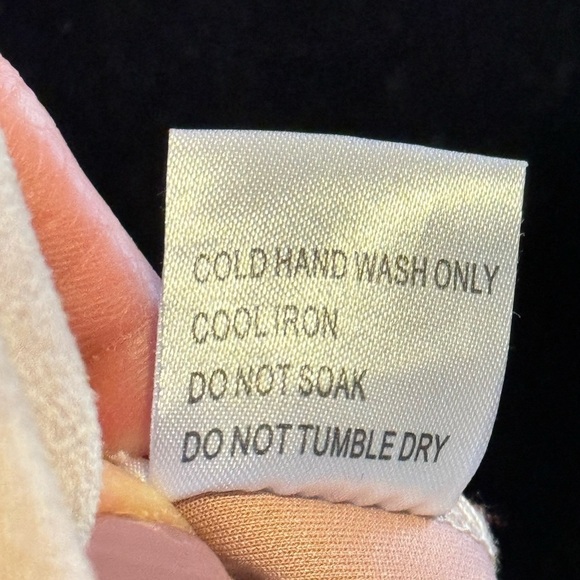 COLD HAND WASH ONLY
COOL IRON
DO NOT SOAK
DO NOT TUMBLE DRY